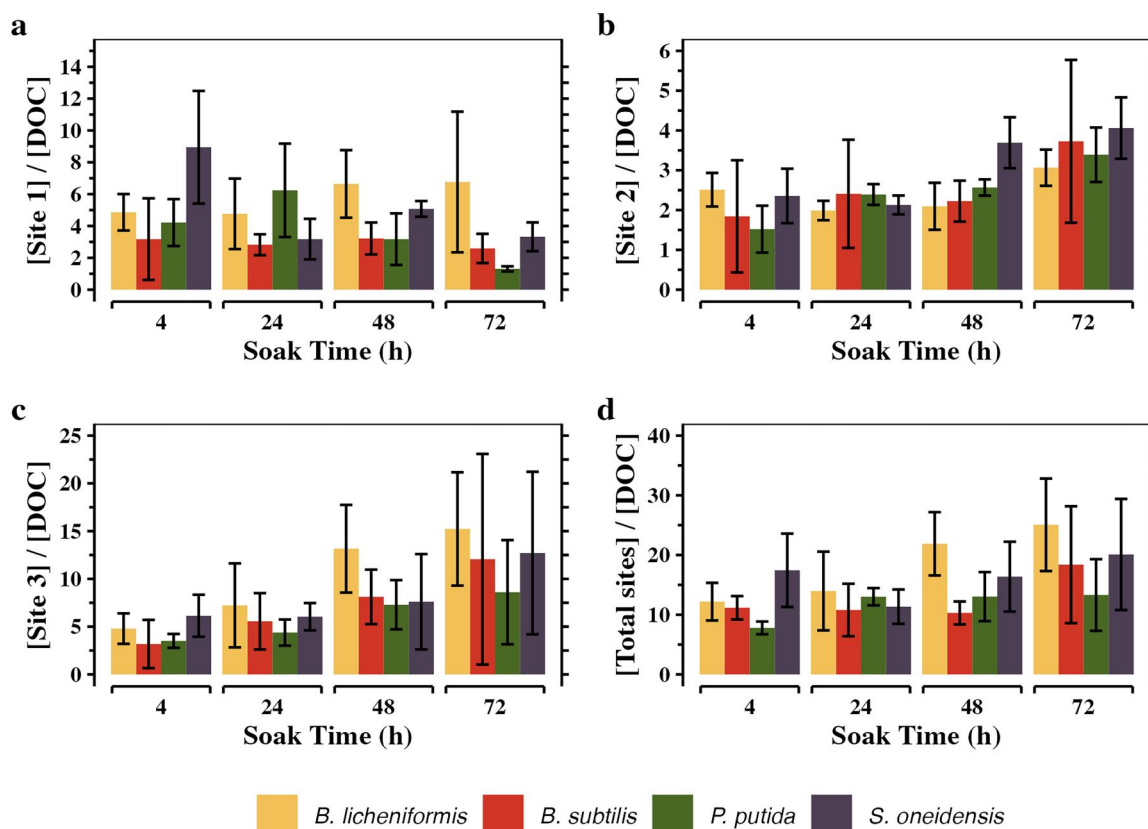 a
[Site 1] / [DOC]
14
12
10
8
6
4
2
0
4 24 48 72
Soak Time (h)
b
[Site 2] / [DOC]
6
5
4
3
2
1
0
4 24 48 72
Soak Time (h)
c
[Site 3] / [DOC]
25
20
15
10
5
0
4 24 48 72
Soak Time (h)
d
[Total sites] / [DOC]
40
30
20
10
0
4 24 48 72
Soak Time (h)
B. licheniformis B. subtilis P. putida S. oneidensis